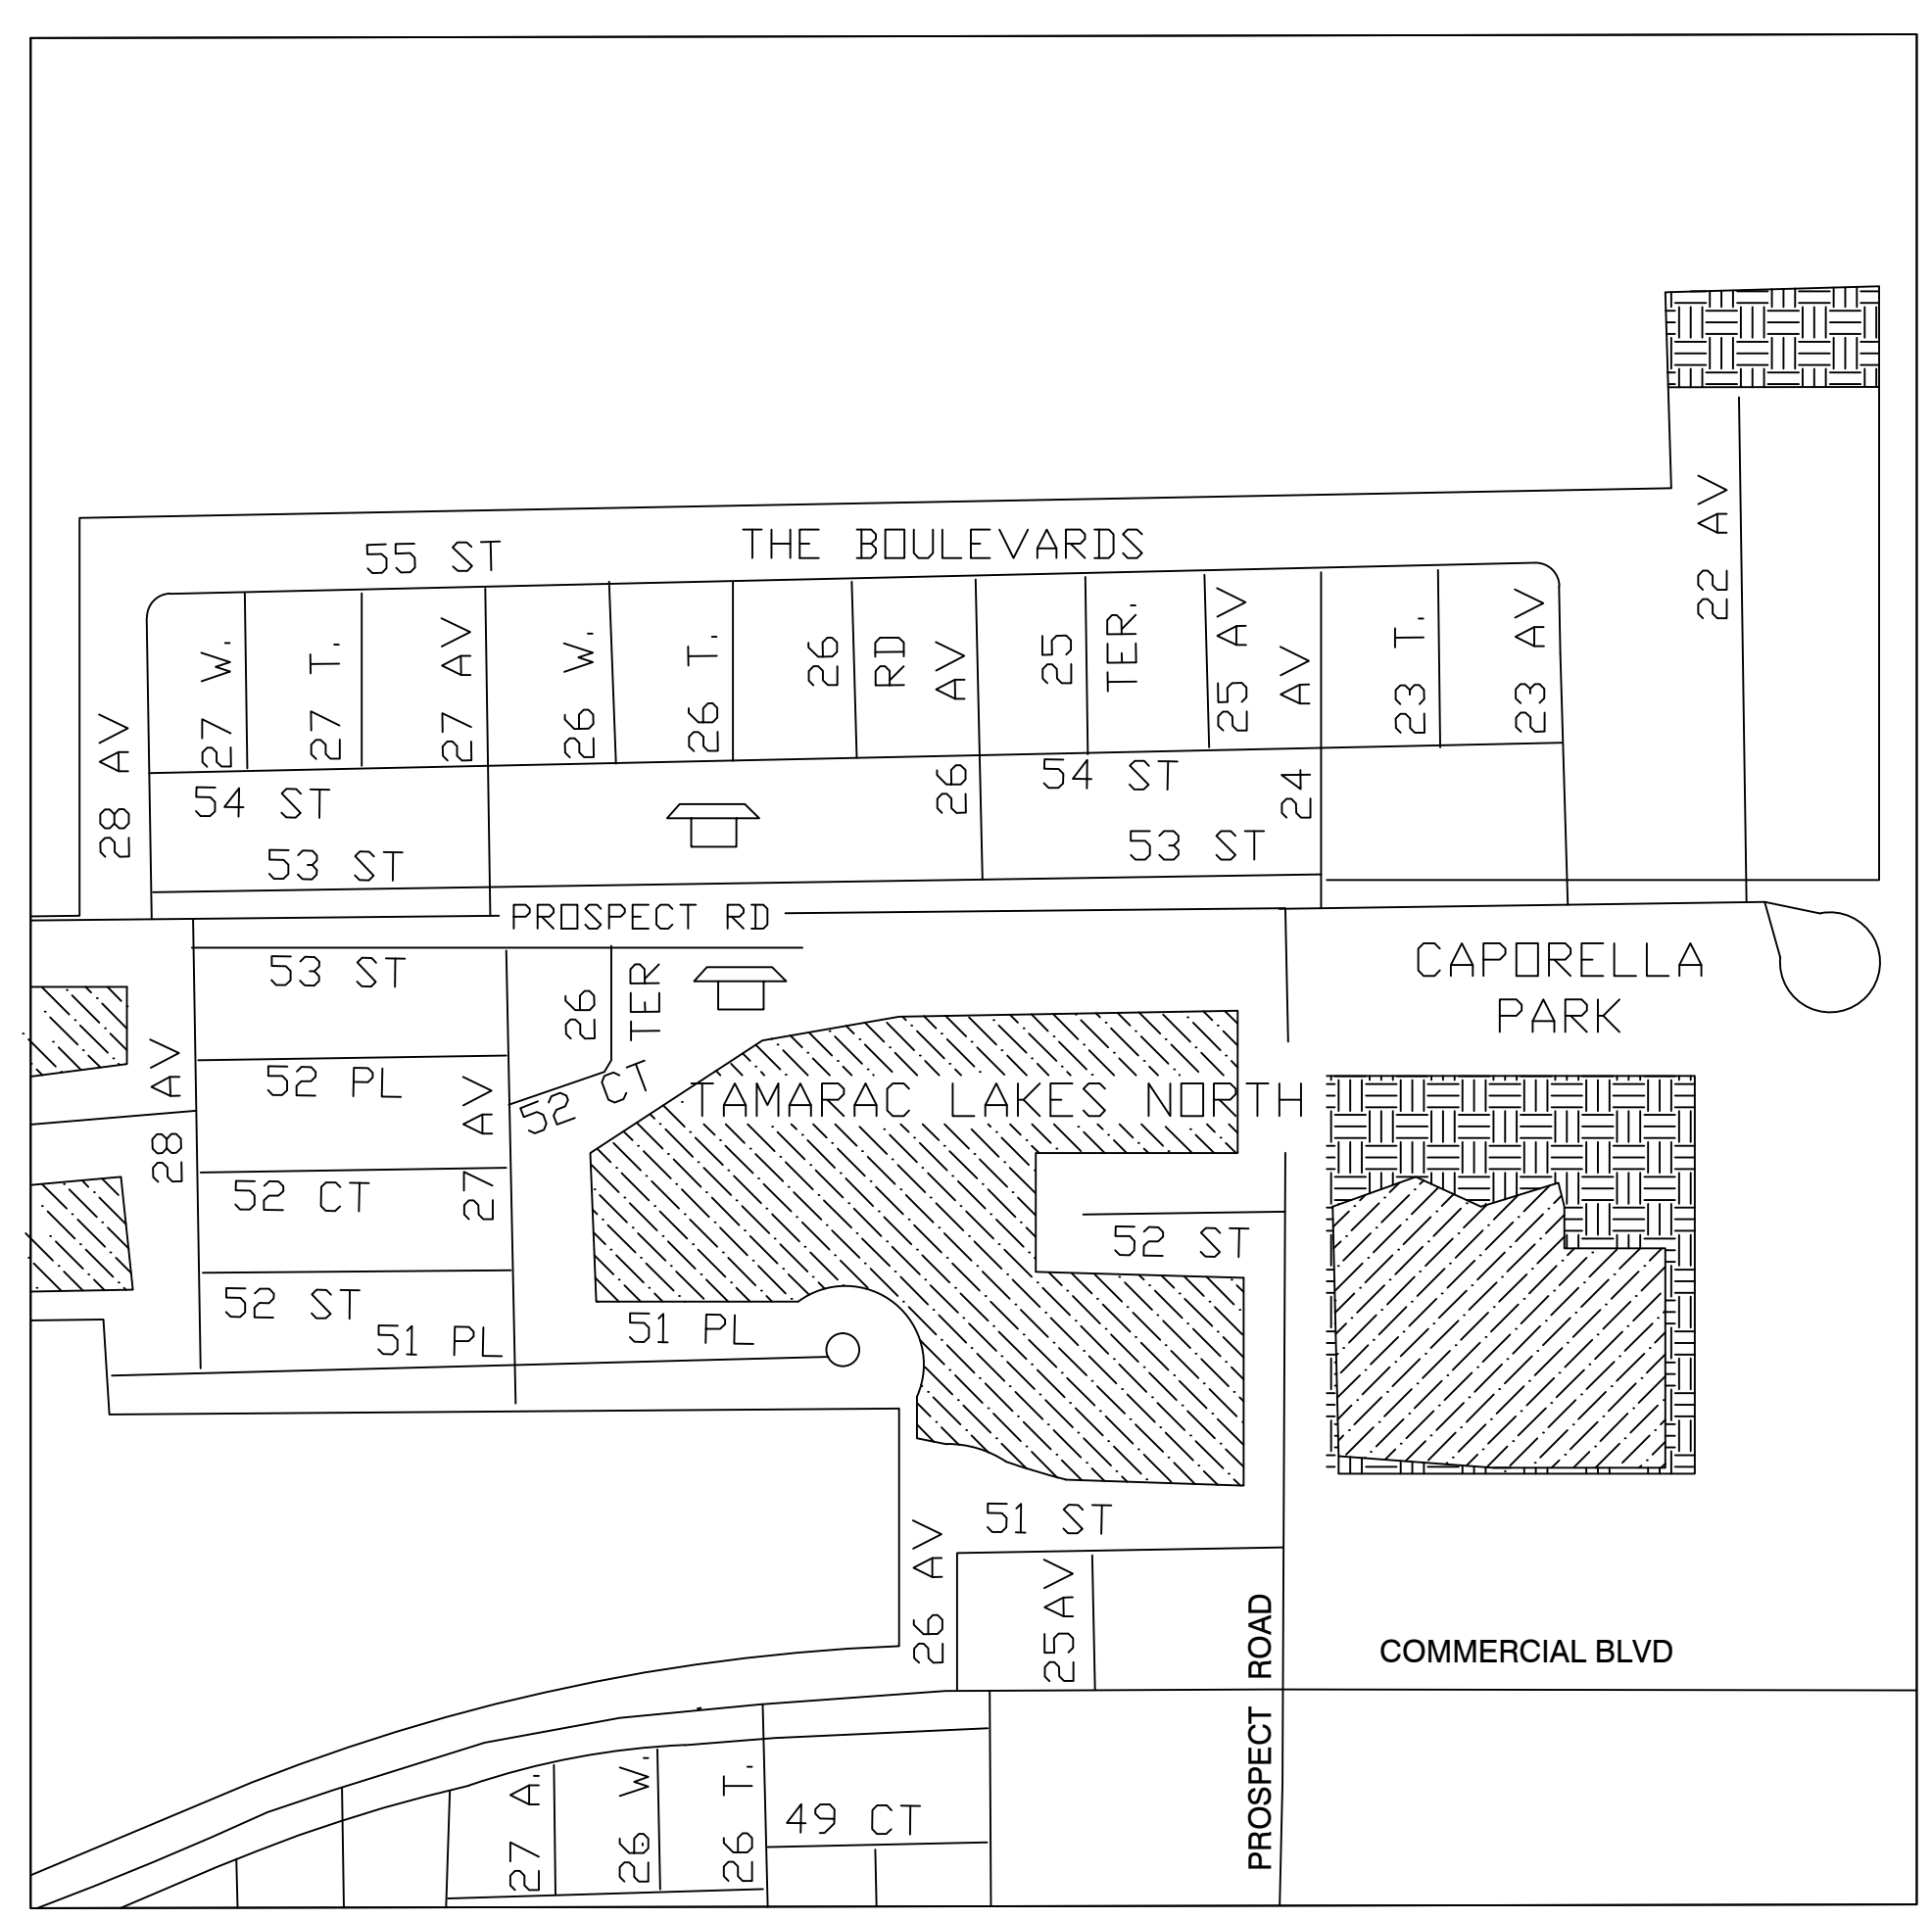 THE BOULEVARDS
55 ST
22 AV
28 AV
27 W.
27 T.
27 AV
26 W.
26 T.
26 RD
26 AV
25 TER.
25 AV
24 AV
23 T.
23 AV
54 ST
54 ST
53 ST
53 ST
PROSPECT RD
53 ST
26 TER
CAPORELLA
PARK
28 AV
52 PL
27 AV
52 CT
TAMARAC LAKES NORTH
52 CT
52 ST
52 ST
51 PL
51 PL
51 ST
26 AV
25 AV
PROSPECT ROAD
COMMERCIAL BLVD
27 A.
26 W.
26 T.
49 CT